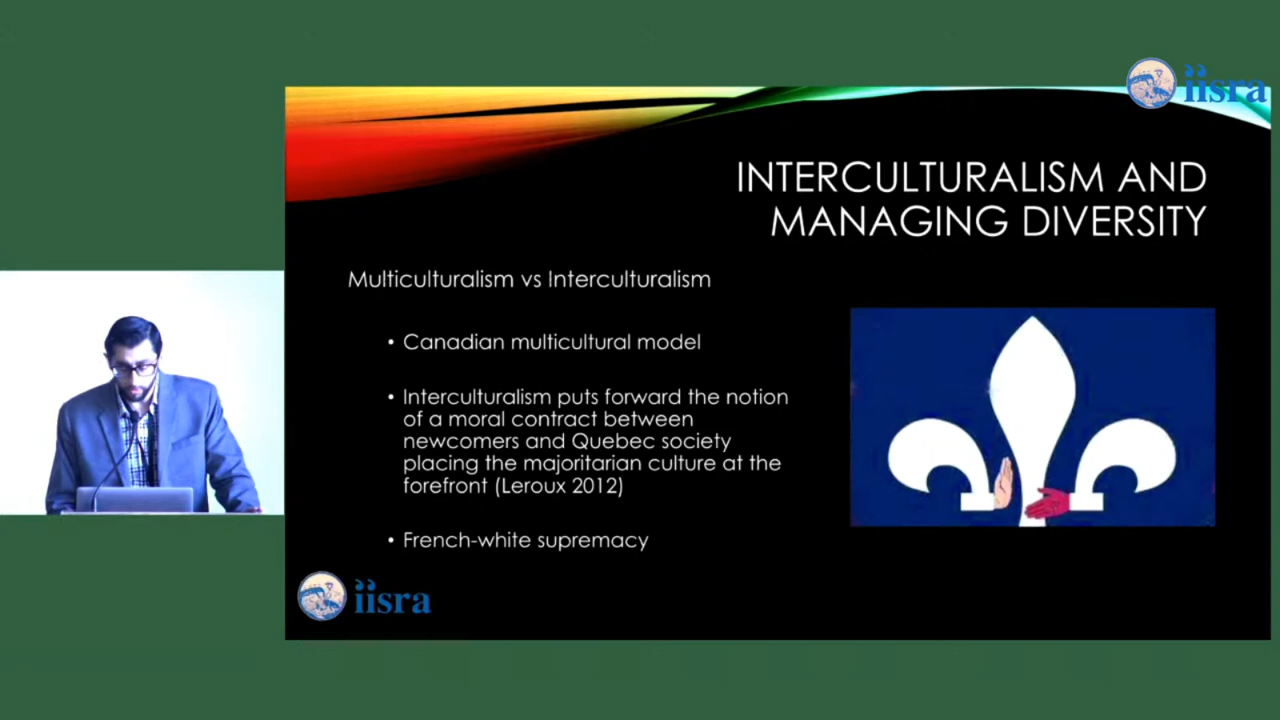 iisra
INTERCULTURALISM AND
MANAGING DIVERSITY
Multiculturalism vs Interculturalism
• Canadian multicultural model
• Interculturalism puts forward the notion
of a moral contract between
newcomers and Quebec society
placing the majoritarian culture at the
forefront (Leroux 2012)
• French-white supremacy
iisra